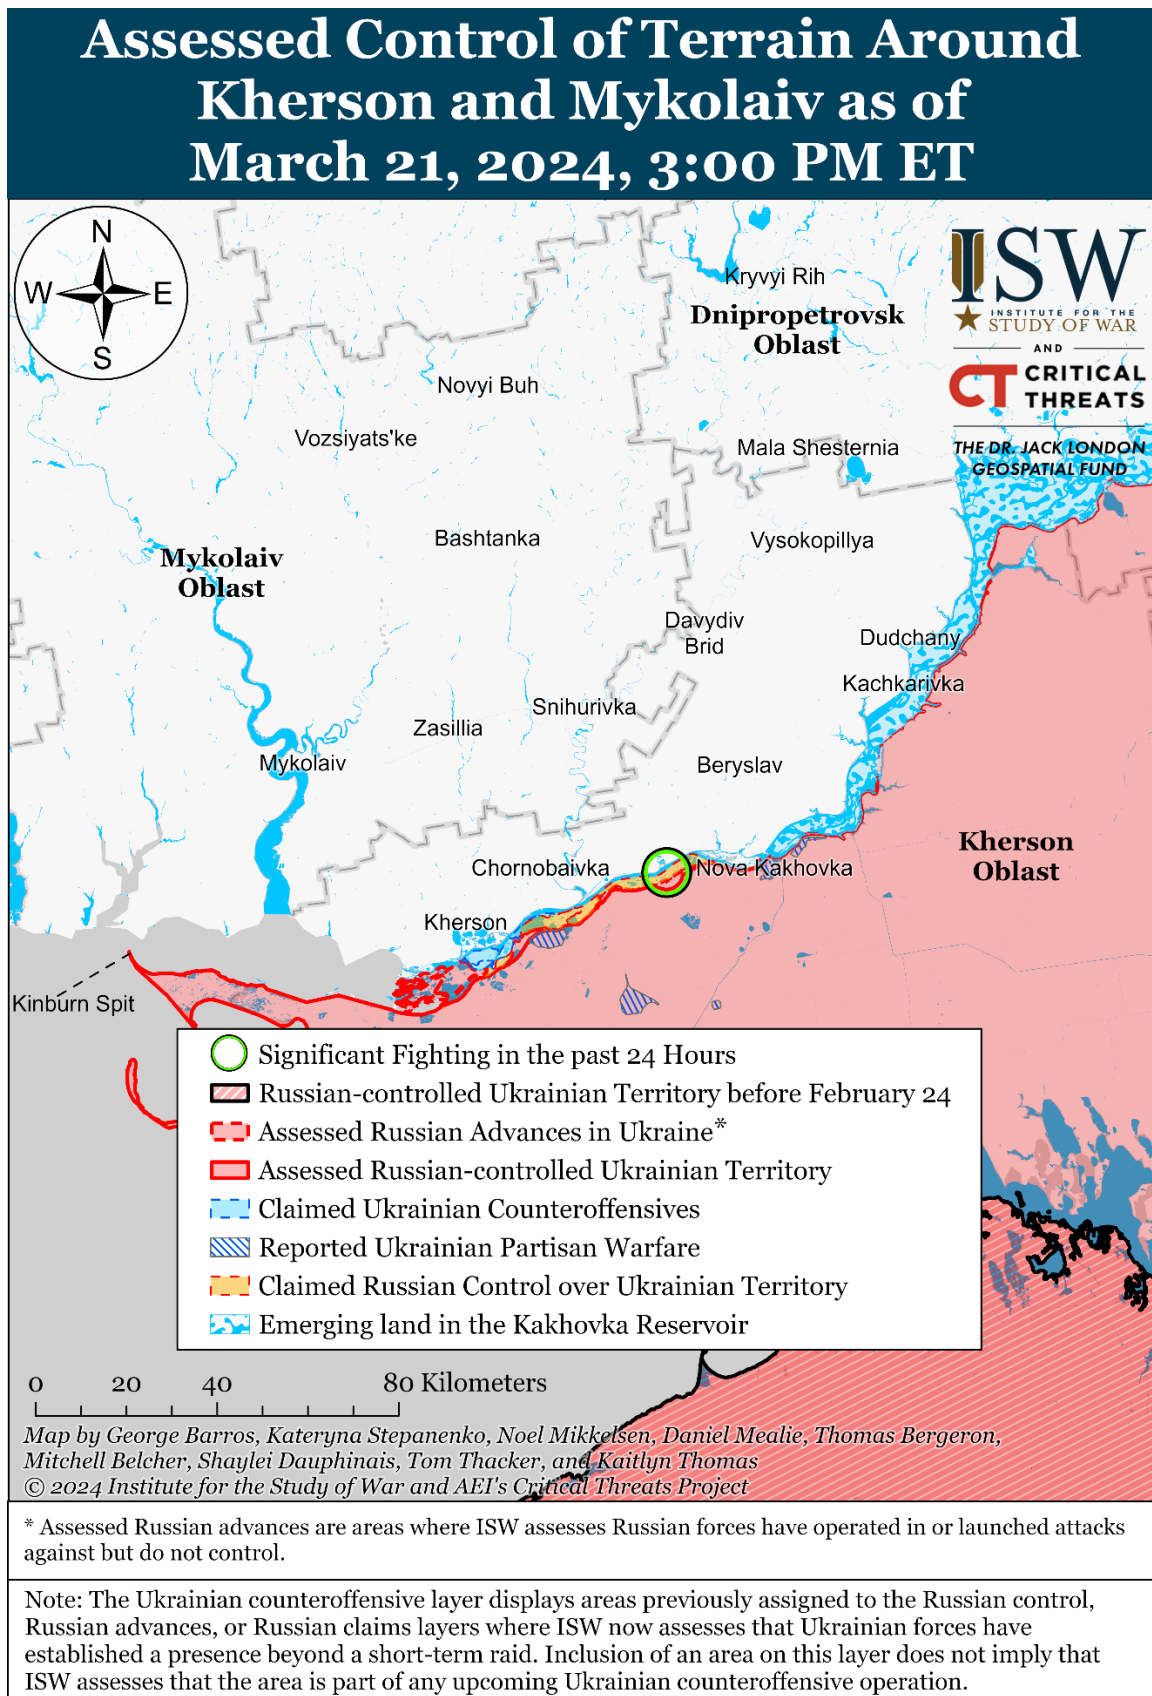 Assessed Control of Terrain Around
Kherson and Mykolaiv as of
March 21, 2024, 3:00 PM ET
N
W
E
S
Kryvyi Rih
Dnipropetrovsk
Oblast
ISW
INSTITUTE FOR THE
STUDY OF WAR
AND
CT CRITICAL
THREATS
THE DR. JACK LONDON
GEOSPATIAL FUND
Novyi Buh
Vozsiyats'ke
Mala Shesternia
Bashtanka
Vysokopillya
Mykolaiv
Oblast
Davydiv
Brid
Dudchany
Kachkarivka
Snihurivka
Zasillia
Mykolaiv
Beryslav
Kherson
Oblast
Chornobaivka
Nova Kakhovka
Kherson
Kinburn Spit
Significant Fighting in the past 24 Hours
Russian-controlled Ukrainian Territory before February 24
Assessed Russian Advances in Ukraine*
Assessed Russian-controlled Ukrainian Territory
Claimed Ukrainian Counteroffensives
Reported Ukrainian Partisan Warfare
Claimed Russian Control over Ukrainian Territory
Emerging land in the Kakhovka Reservoir
0 20 40 80 Kilometers
Map by George Barros, Kateryna Stepanenko, Noel Mikkelsen, Daniel Mealie, Thomas Bergeron,
Mitchell Belcher, Shaylei Dauphinais, Tom Thacker, and Kaitlyn Thomas
© 2024 Institute for the Study of War and AEI's Critical Threats Project
* Assessed Russian advances are areas where ISW assesses Russian forces have operated in or launched attacks
against but do not control.
Note: The Ukrainian counteroffensive layer displays areas previously assigned to the Russian control,
Russian advances, or Russian claims layers where ISW now assesses that Ukrainian forces have
established a presence beyond a short-term raid. Inclusion of an area on this layer does not imply that
ISW assesses that the area is part of any upcoming Ukrainian counteroffensive operation.